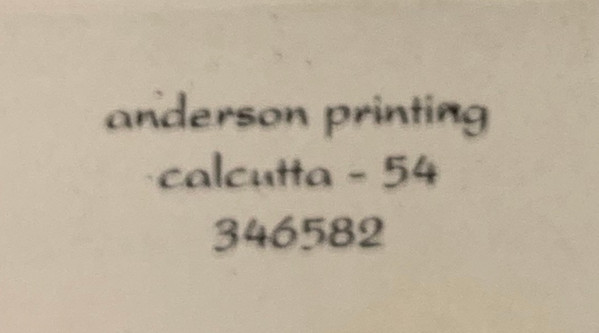 anderson printing
calcutta - 54
346582